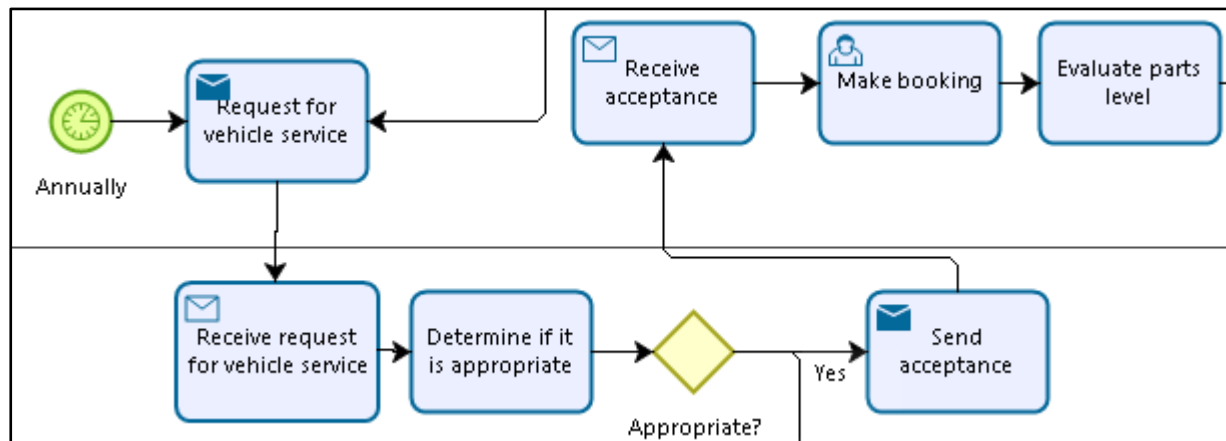 Annually
Request for
vehicle service
Receive
acceptance
Make booking
Evaluate parts
level
Receive request
for vehicle service
Determine if it
is appropriate
Appropriate?
Yes
Send
acceptance